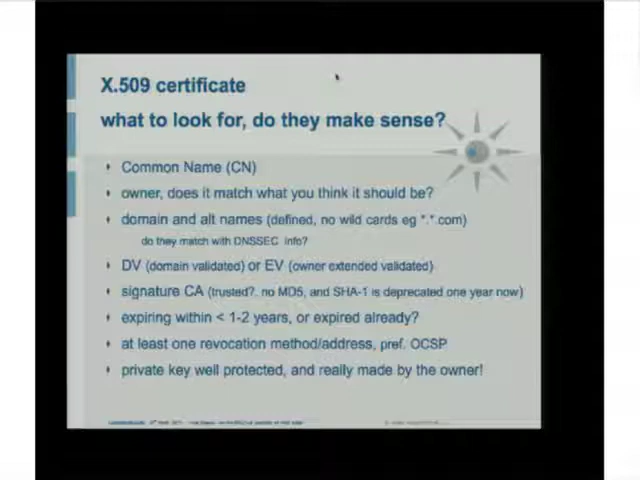 X.509 certificate
what to look for, do they make sense?
Common Name (CN)
owner, does it match what you think it should be?
domain and alt names (defined, no wild cards eg *.*.com)
do they match with DNSSEC info?
DV (domain validated) or EV (owner extended validated)
signature CA (trusted?, no MD5, and SHA-1 is deprecated one year now)
expiring within < 1-2 years, or expired already?
at least one revocation method/address, pref. OCSP
private key well protected, and really made by the owner!